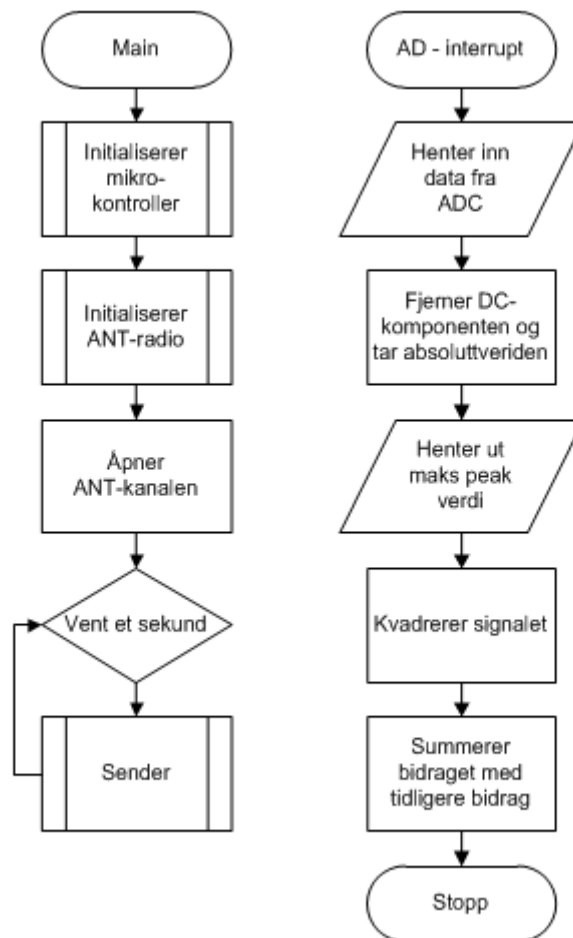 Main
Initialiserer
mikro-
kontroller
Initialiserer
ANT-radio
Åpner
ANT-kanalen
Vent et sekund
Sender
AD - interrupt
Henter inn
data fra
ADC
Fjerner DC-
komponenten og
tar absoluttveriden
Henter ut
maks peak
verdi
Kvadrerer signalet
Summerer
bidraget med
tidligere bidrag
Stopp